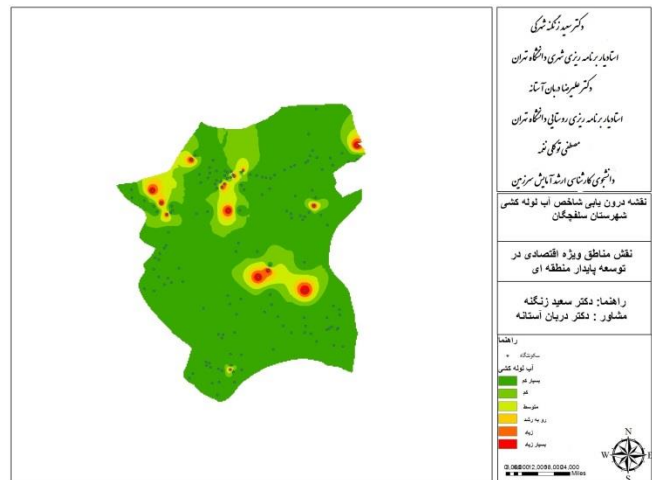 دکتر سعید زنگنه شهرکی
استادیار برنامه ریزی شهری دانشگاه تهران
دکتر علیرضا دربان آستانه
استادیار برنامه ریزی روستایی دانشگاه تهران
مصطفی توکلی نغمه
دانشجوی کارشناسی ارشد آمایش سرزمین
نقشه درون یابی شاخص آب لوله کشی
شهرستان سلفچگان
نقش مناطق ویژه اقتصادی در
توسعه پایدار منطقه ای
راهنما: دکتر سعید زنگنه
مشاور : دکتر دربان آستانه
راهنما
سکونتگاه
آب لوله کشی
بسیار کم
کم
متوسط
رو به رشد
زیاد
بسیار زیاد
N
W E
S
Miles